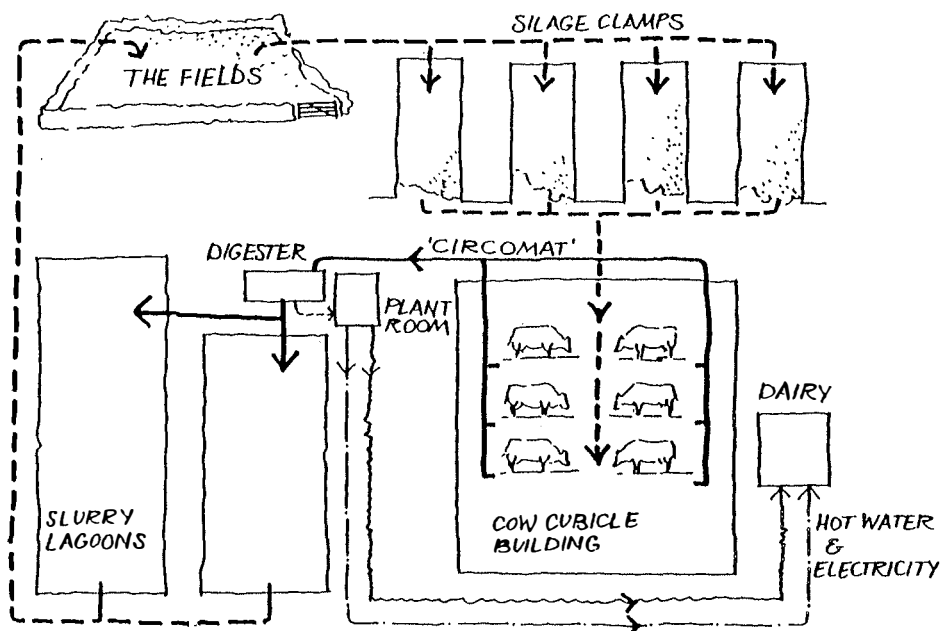 SILAGE CLAMPS
THE FIELDS
'CIRCOMAT'
DIGESTER
PLANT
ROOM
DAIRY
SLURRY
LAGOONS
COW CUBICLE
BUILDING
HOT WATER
&
ELECTRICITY